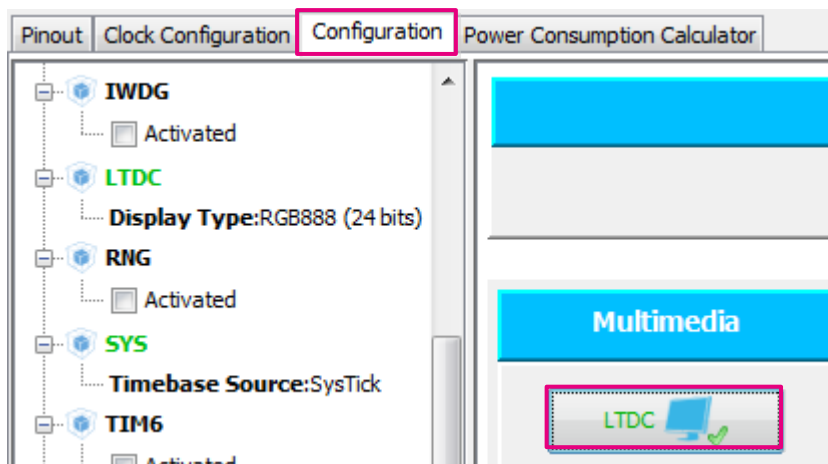 Pinout Clock Configuration Configuration Power Consumption Calculator
IWDG
Activated
LTDC
Display Type:RGB888 (24 bits)
RNG
Activated
SYS
Timebase Source:SysTick
TIM6
Activated
Multimedia
LTDC